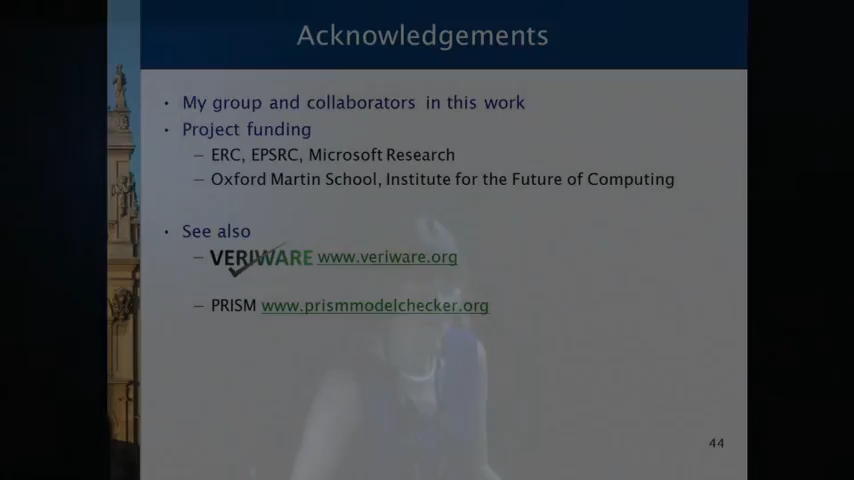 Acknowledgements
• My group and collaborators in this work
• Project funding
– ERC, EPSRC, Microsoft Research
– Oxford Martin School, Institute for the Future of Computing
• See also
– VERIWARE www.veriware.org
– PRISM www.prismmodelchecker.org
44